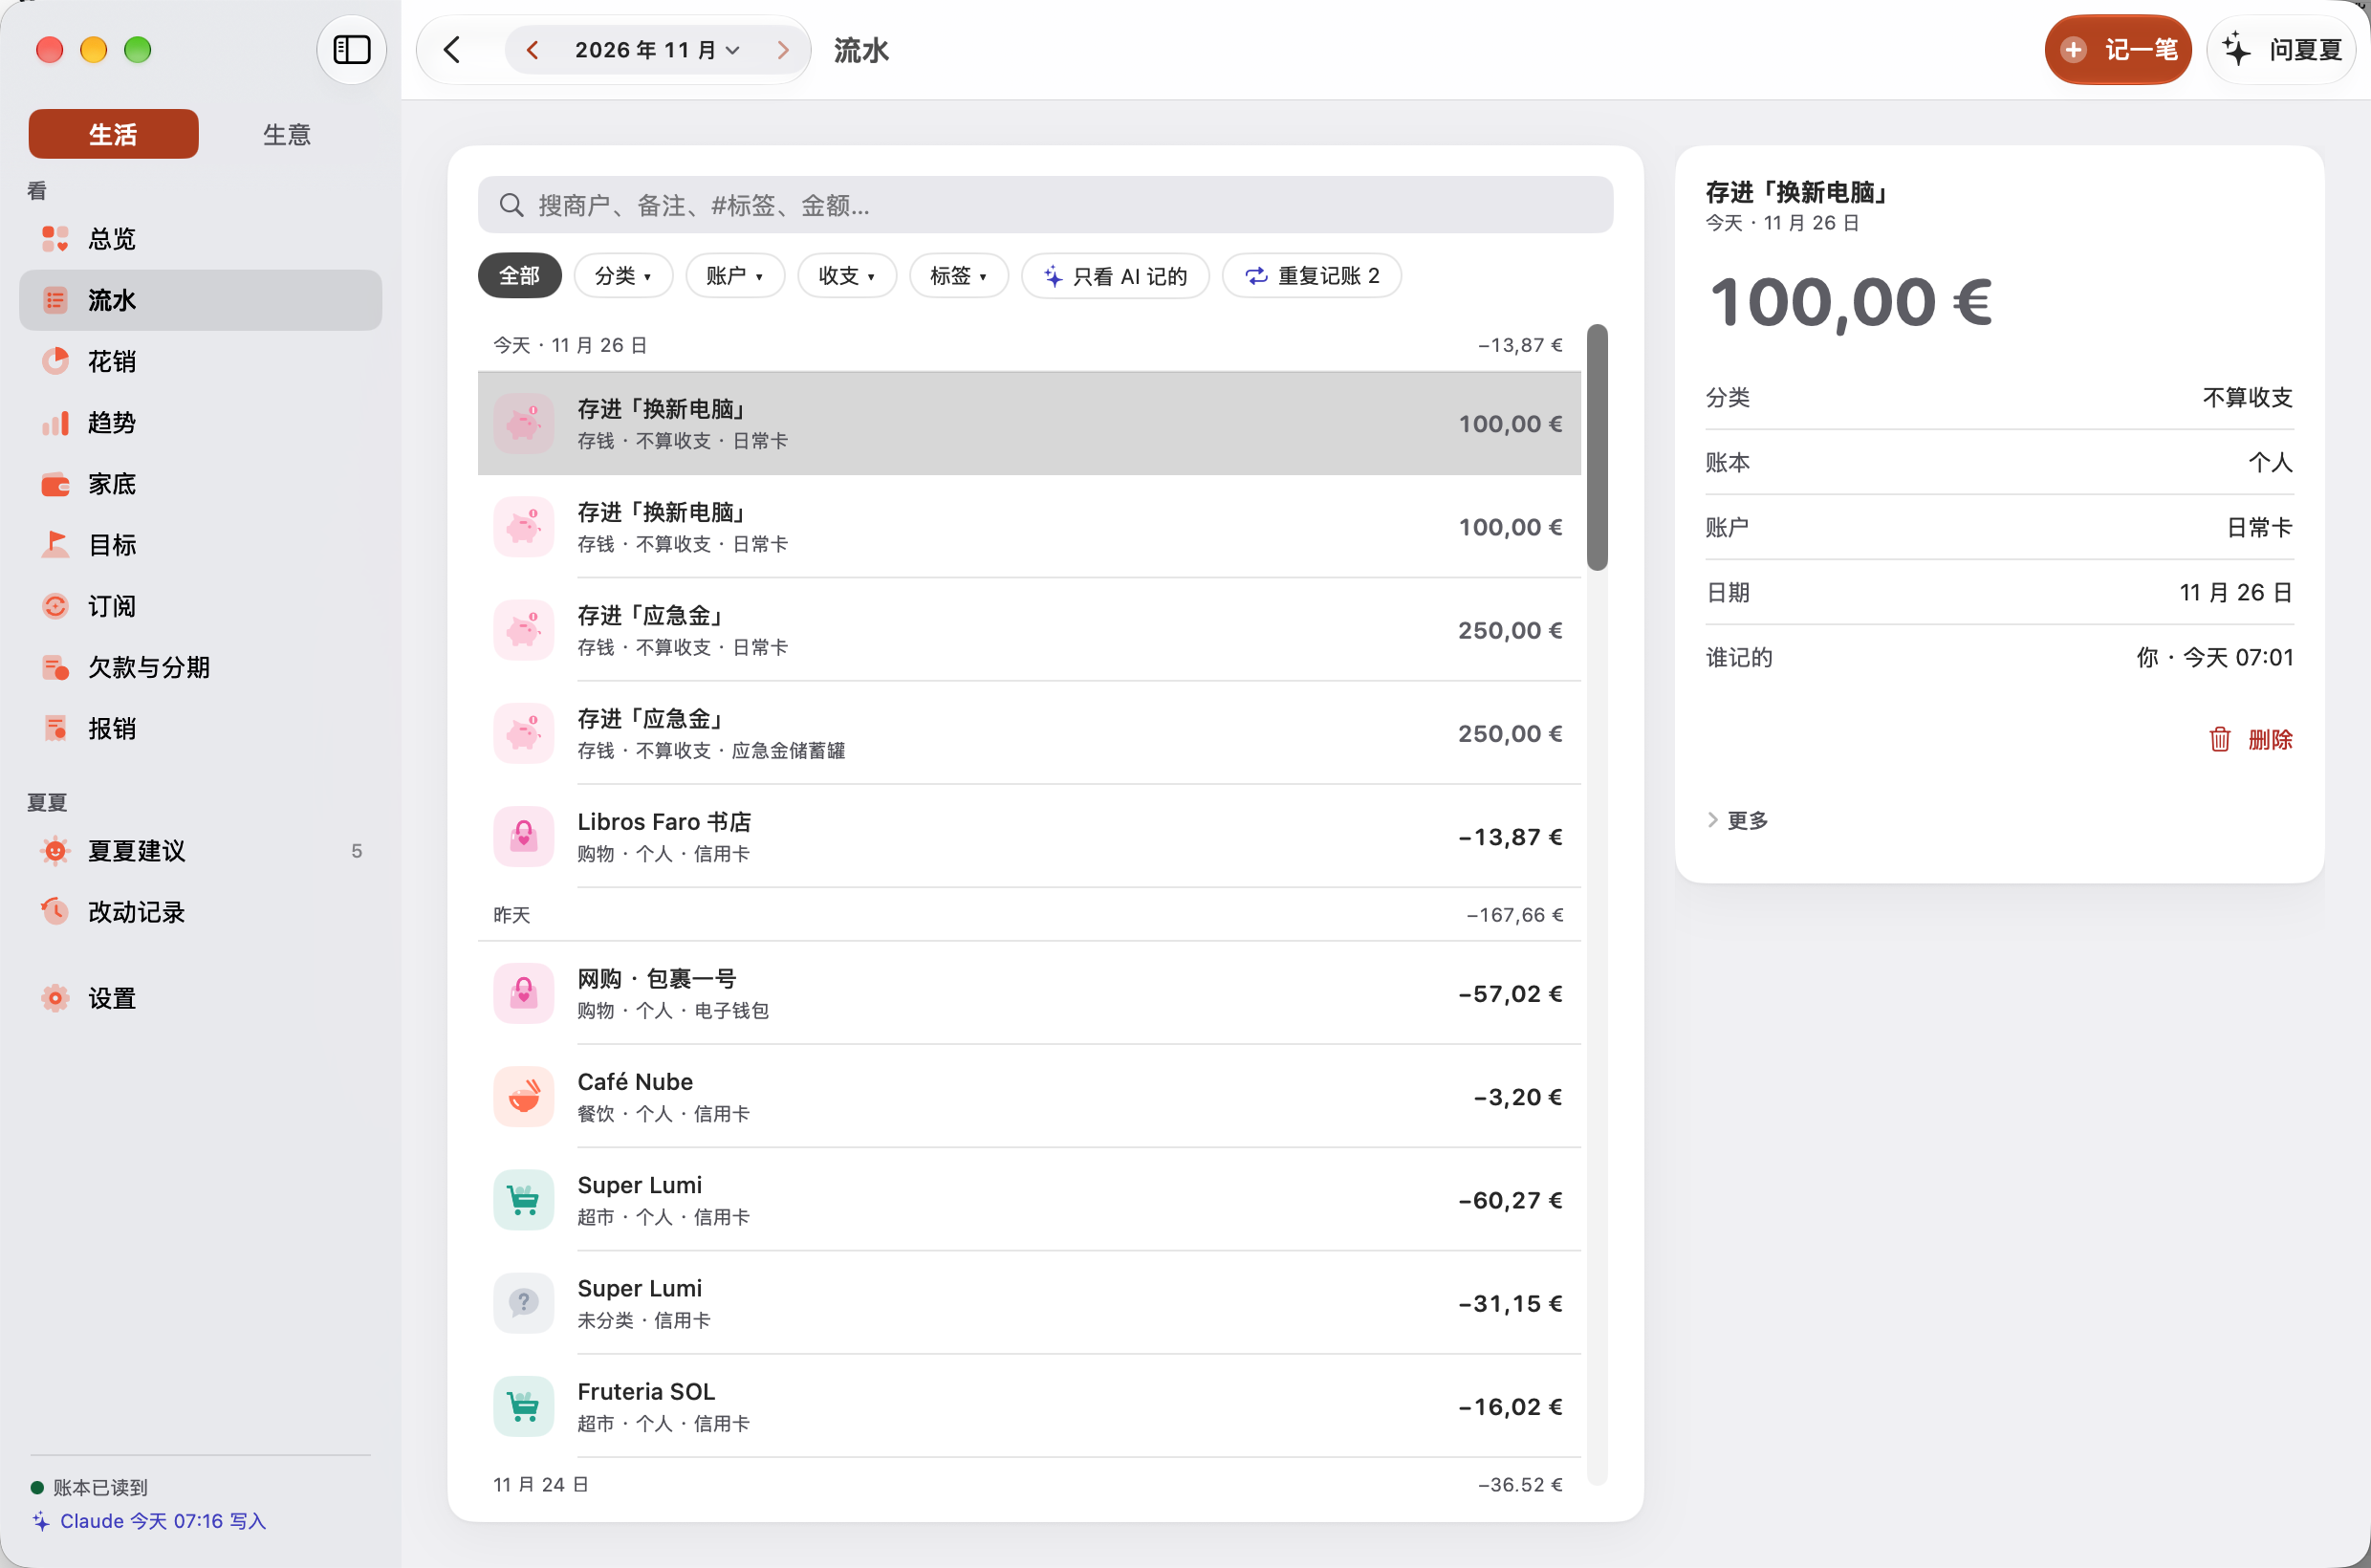 2026 年 11 月
流水
记一笔
问夏夏
生活
生意
看
总览
流水
花销
趋势
家底
目标
订阅
欠款与分期
报销
夏夏
夏夏建议 5
改动记录
设置
账本已读到
Claude 今天 07:16 写入
搜商户、备注、#标签、金额...
全部
分类
账户
收支
标签
只看 AI 记的
重复记账 2
今天 · 11 月 26 日 −13,87 €
存进「换新电脑」 100,00 €
存钱 · 不算收支 · 日常卡
存进「换新电脑」 100,00 €
存钱 · 不算收支 · 日常卡
存进「应急金」 250,00 €
存钱 · 不算收支 · 日常卡
存进「应急金」 250,00 €
存钱 · 不算收支 · 应急金储蓄罐
Libros Faro 书店 −13,87 €
购物 · 个人 · 信用卡
昨天 −167,66 €
网购 · 包裹一号 −57,02 €
购物 · 个人 · 电子钱包
Café Nube −3,20 €
餐饮 · 个人 · 信用卡
Super Lumi −60,27 €
超市 · 个人 · 信用卡
Super Lumi −31,15 €
未分类 · 信用卡
Fruteria SOL −16,02 €
超市 · 个人 · 信用卡
11 月 24 日 −36.52 €
存进「换新电脑」
今天 · 11 月 26 日
100,00 €
分类 不算收支
账本 个人
账户 日常卡
日期 11 月 26 日
谁记的 你 · 今天 07:01
删除
更多